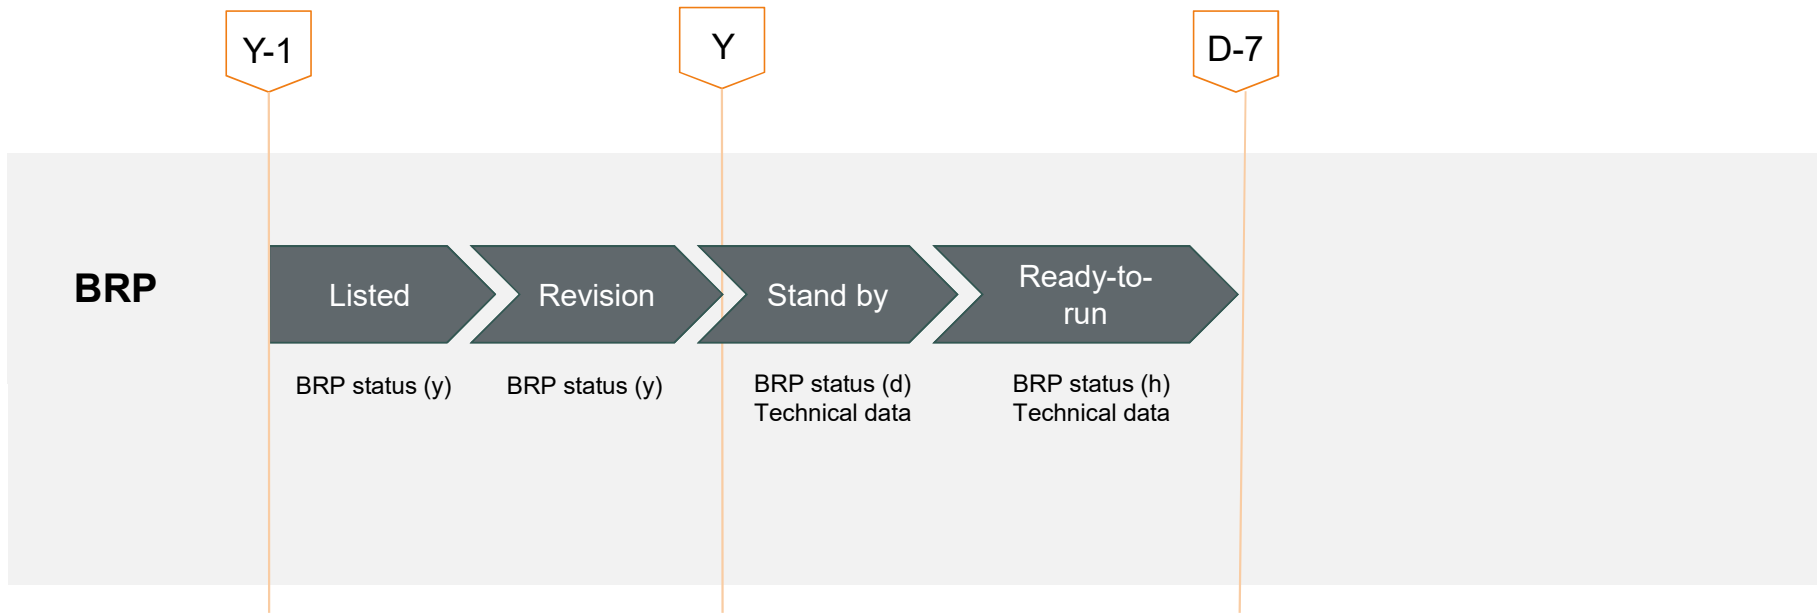 Y-1
Y
D-7
BRP
Listed
Revision
Stand by
Ready-to-
run
BRP status (y)
BRP status (y)
BRP status (d)
Technical data
BRP status (h)
Technical data